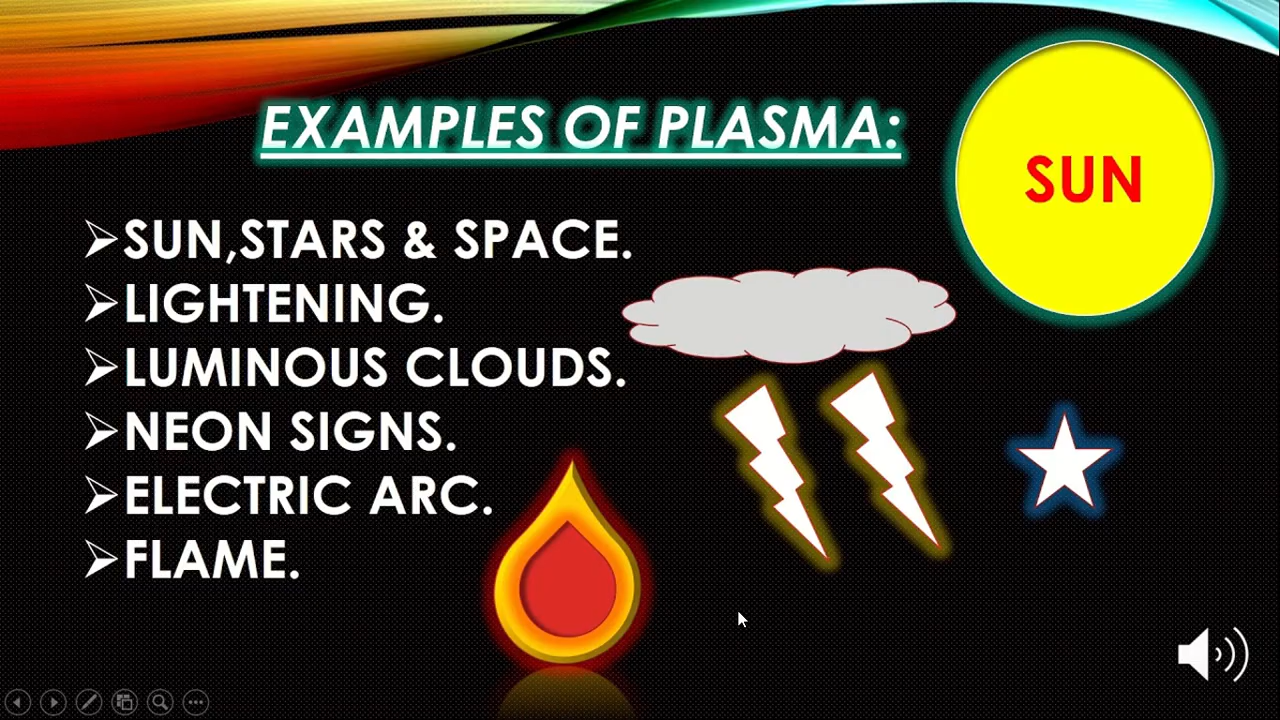 EXAMPLES OF PLASMA:
SUN
➢SUN,STARS & SPACE.
➢LIGHTENING.
➢LUMINOUS CLOUDS.
➢NEON SIGNS.
➢ELECTRIC ARC.
➢FLAME.